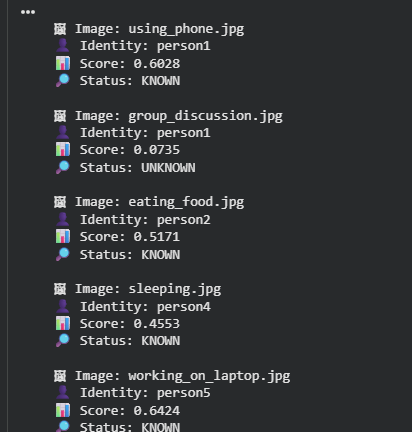 ...
🖼 Image: using_phone.jpg
👤 Identity: person1
📊 Score: 0.6028
🔎 Status: KNOWN
🖼 Image: group_discussion.jpg
👤 Identity: person1
📊 Score: 0.0735
🔎 Status: UNKNOWN
🖼 Image: eating_food.jpg
👤 Identity: person2
📊 Score: 0.5171
🔎 Status: KNOWN
🖼 Image: sleeping.jpg
👤 Identity: person4
📊 Score: 0.4553
🔎 Status: KNOWN
🖼 Image: working_on_laptop.jpg
👤 Identity: person5
📊 Score: 0.6424
🔎 Status: KNOWN